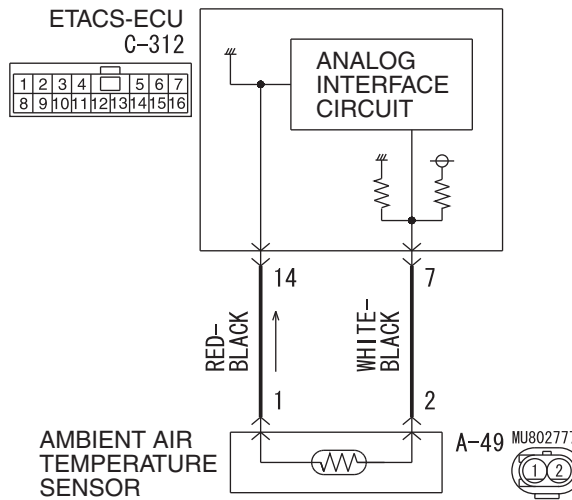 ETACS-ECU
C-312
1 2 3 4 5 6 7
8 9 10 11 12 13 14 15 16
ANALOG
INTERFACE
CIRCUIT
14
7
RED-
BLACK
WHITE-
BLACK
1
2
AMBIENT AIR
TEMPERATURE
SENSOR
A-49
MU802777
1 2